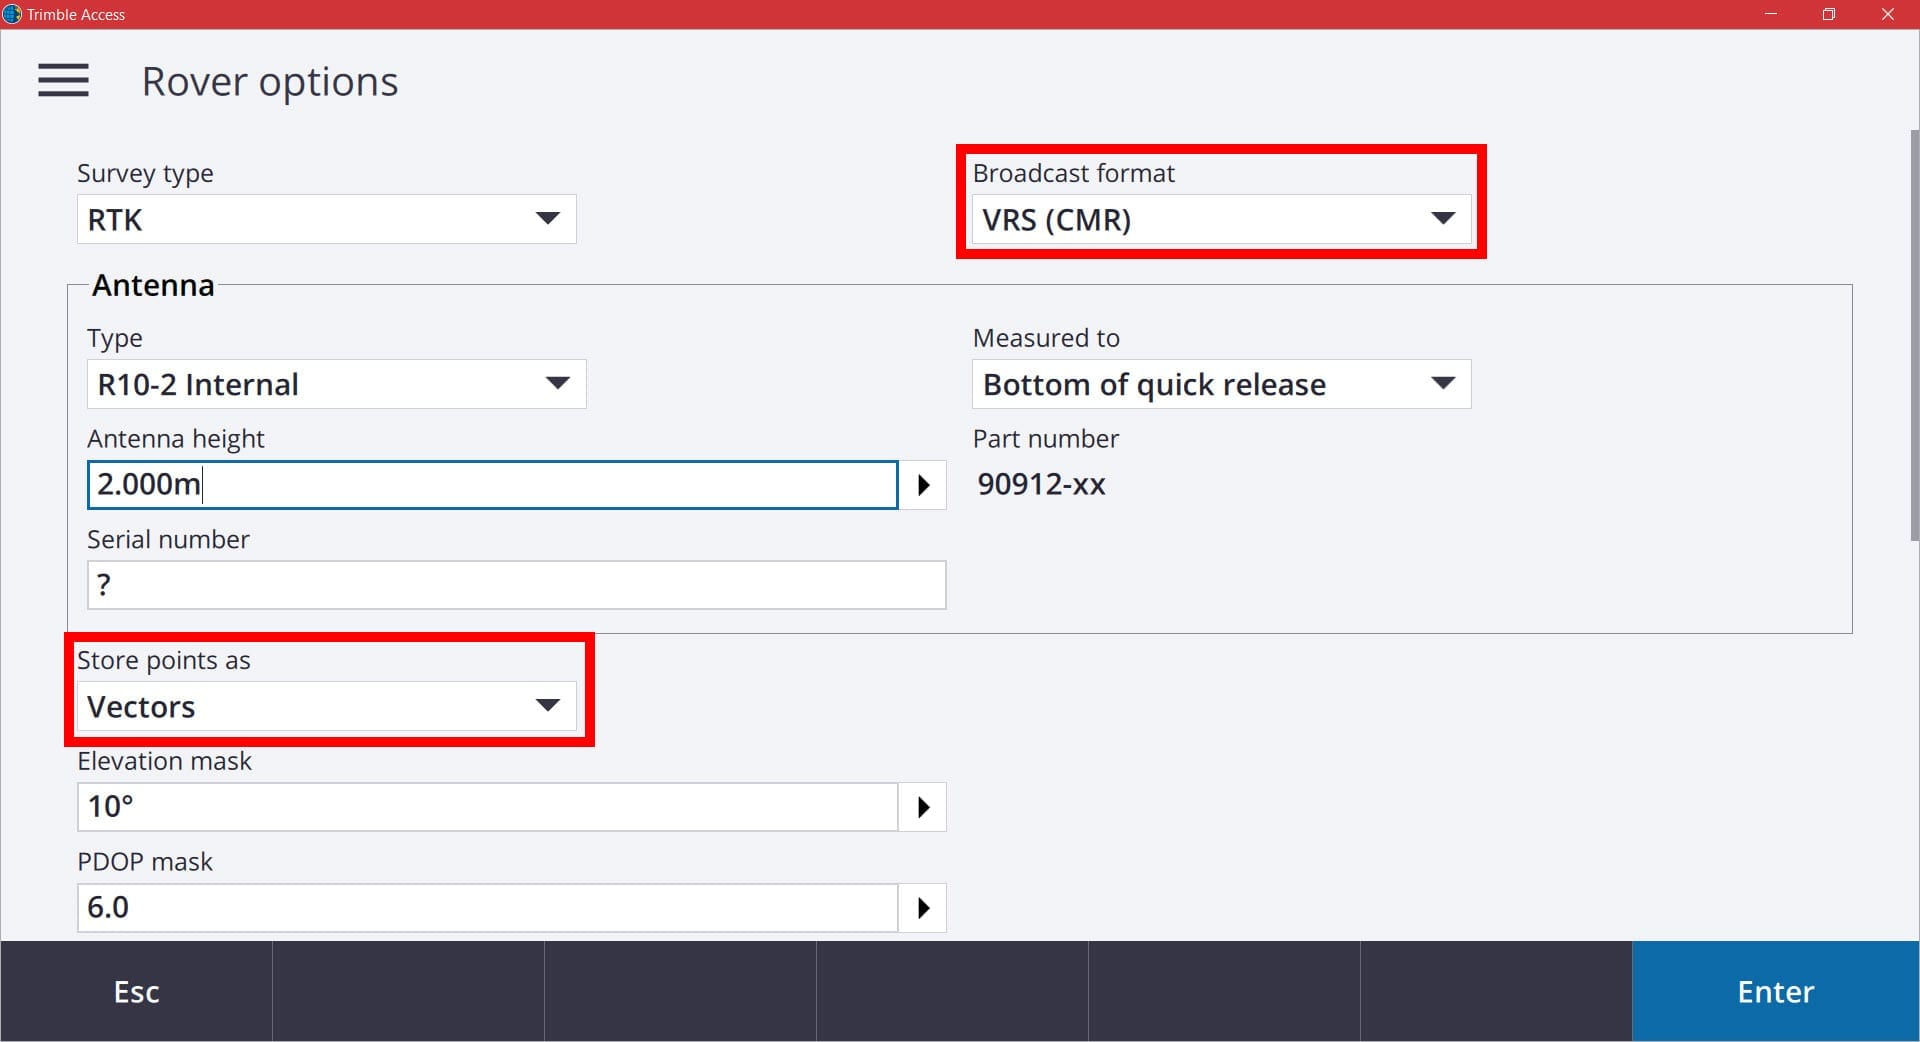 Trimble Access
Rover options
Survey type
RTK
Broadcast format
VRS (CMR)
Antenna
Type
R10-2 Internal
Measured to
Bottom of quick release
Antenna height
2.000m
Part number
90912-xx
Serial number
?
Store points as
Vectors
Elevation mask
10°
PDOP mask
6.0
Esc
Enter